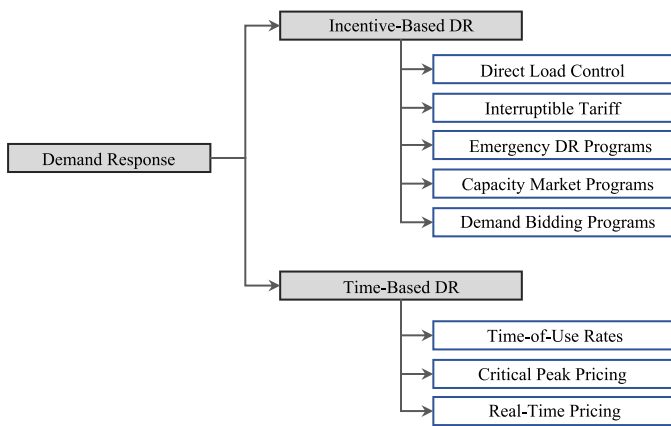 Incentive-Based DR
Direct Load Control
Interruptible Tariff
Demand Response
Emergency DR Programs
Capacity Market Programs
Demand Bidding Programs
Time-Based DR
Time-of-Use Rates
Critical Peak Pricing
Real-Time Pricing